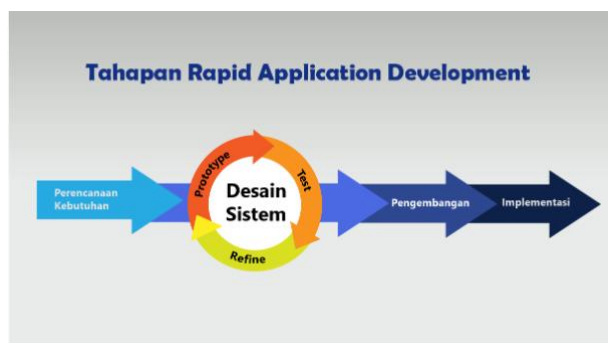 Tahapan Rapid Application Development
Perencanaan
Kebutuhan
Prototype
Test
Refine
Desain
Sistem
Pengembangan
Implementasi